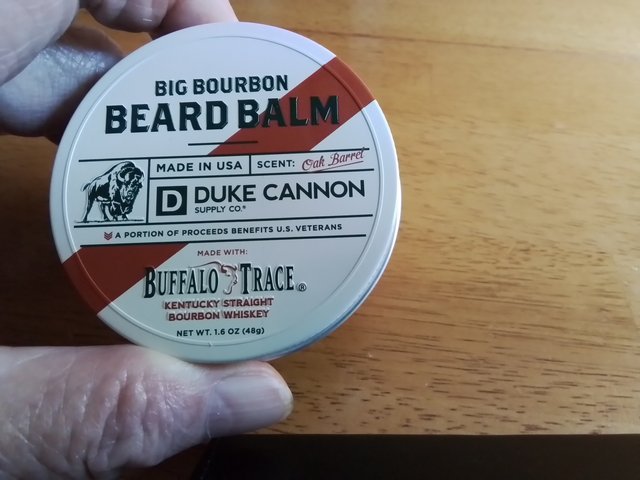 BIG BOURBON
BEARD BALM
MADE IN USA
SCENT: Oak Barrel
D DUKE CANNON
SUPPLY CO.®
A PORTION OF PROCEEDS BENEFITS U.S. VETERANS
MADE WITH:
BUFFALO TRACE®
KENTUCKY STRAIGHT
BOURBON WHISKEY
NET WT. 1.6 OZ (48g)